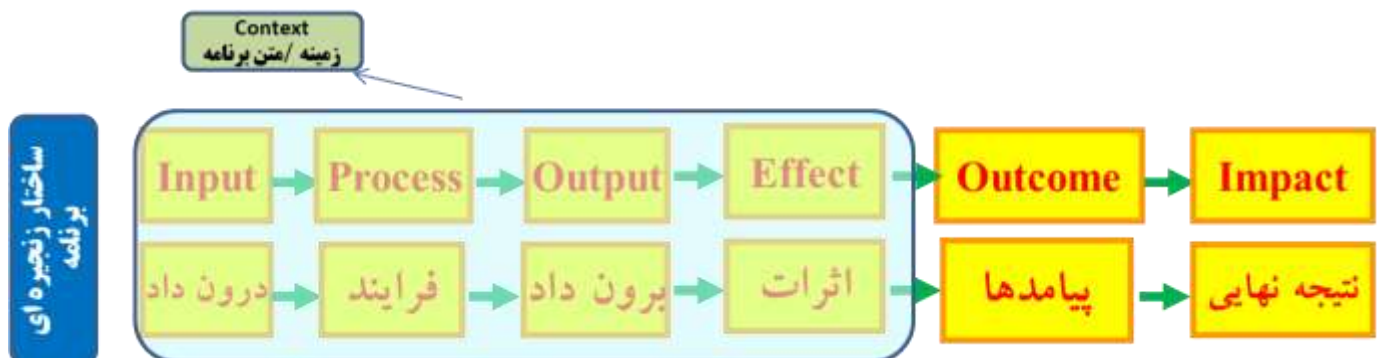 Context
زمینه /متن برنامه
ساختار زنجیره ای
برنامه
Input
Process
Output
Effect
Outcome
Impact
درون داد
فرایند
برون داد
اثرات
پیامدها
نتیجه نهایی